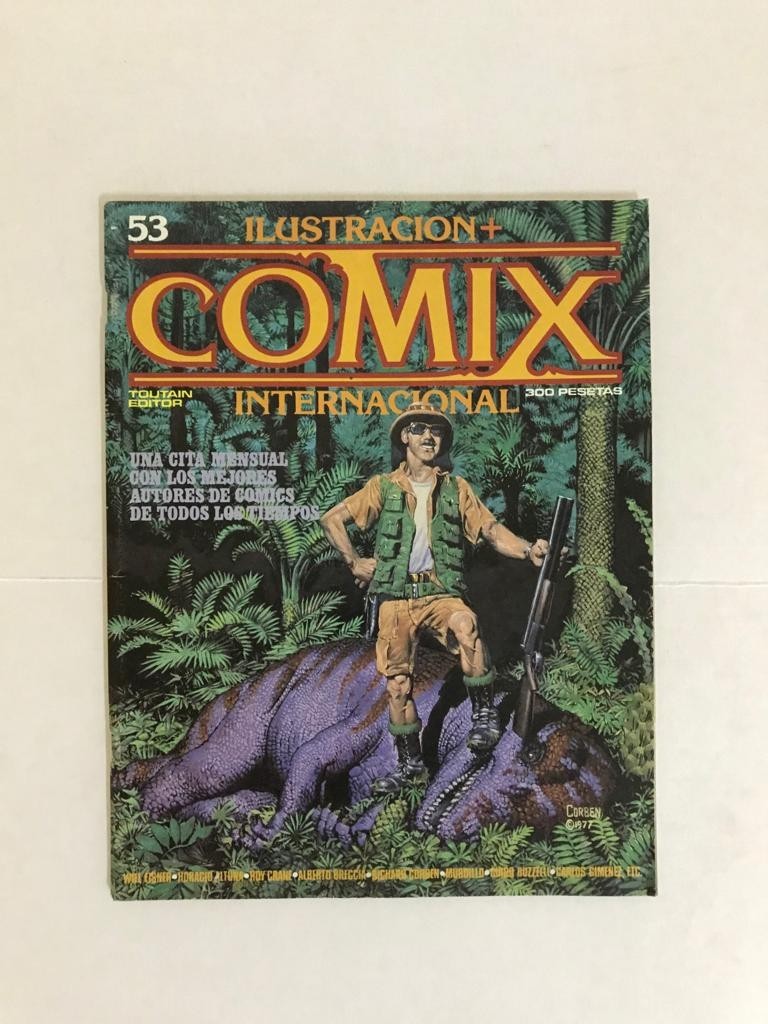 53
ILUSTRACION+
COMIX
TOUTAIN
EDITOR
INTERNACIONAL
300 PESETAS
UNA CITA MENSUAL
CON LOS MEJORES
AUTORES DE COMICS
DE TODOS LOS TIEMPOS
CORBEN
©1977
WILL EISNER•HORACIO ALTUNA•ROY CRANE•ALBERTO BRECCIA•RICHARD CORBEN•MORDILLO•GUIDO BUZZELLI•CARLOS GIMENEZ, ETC.